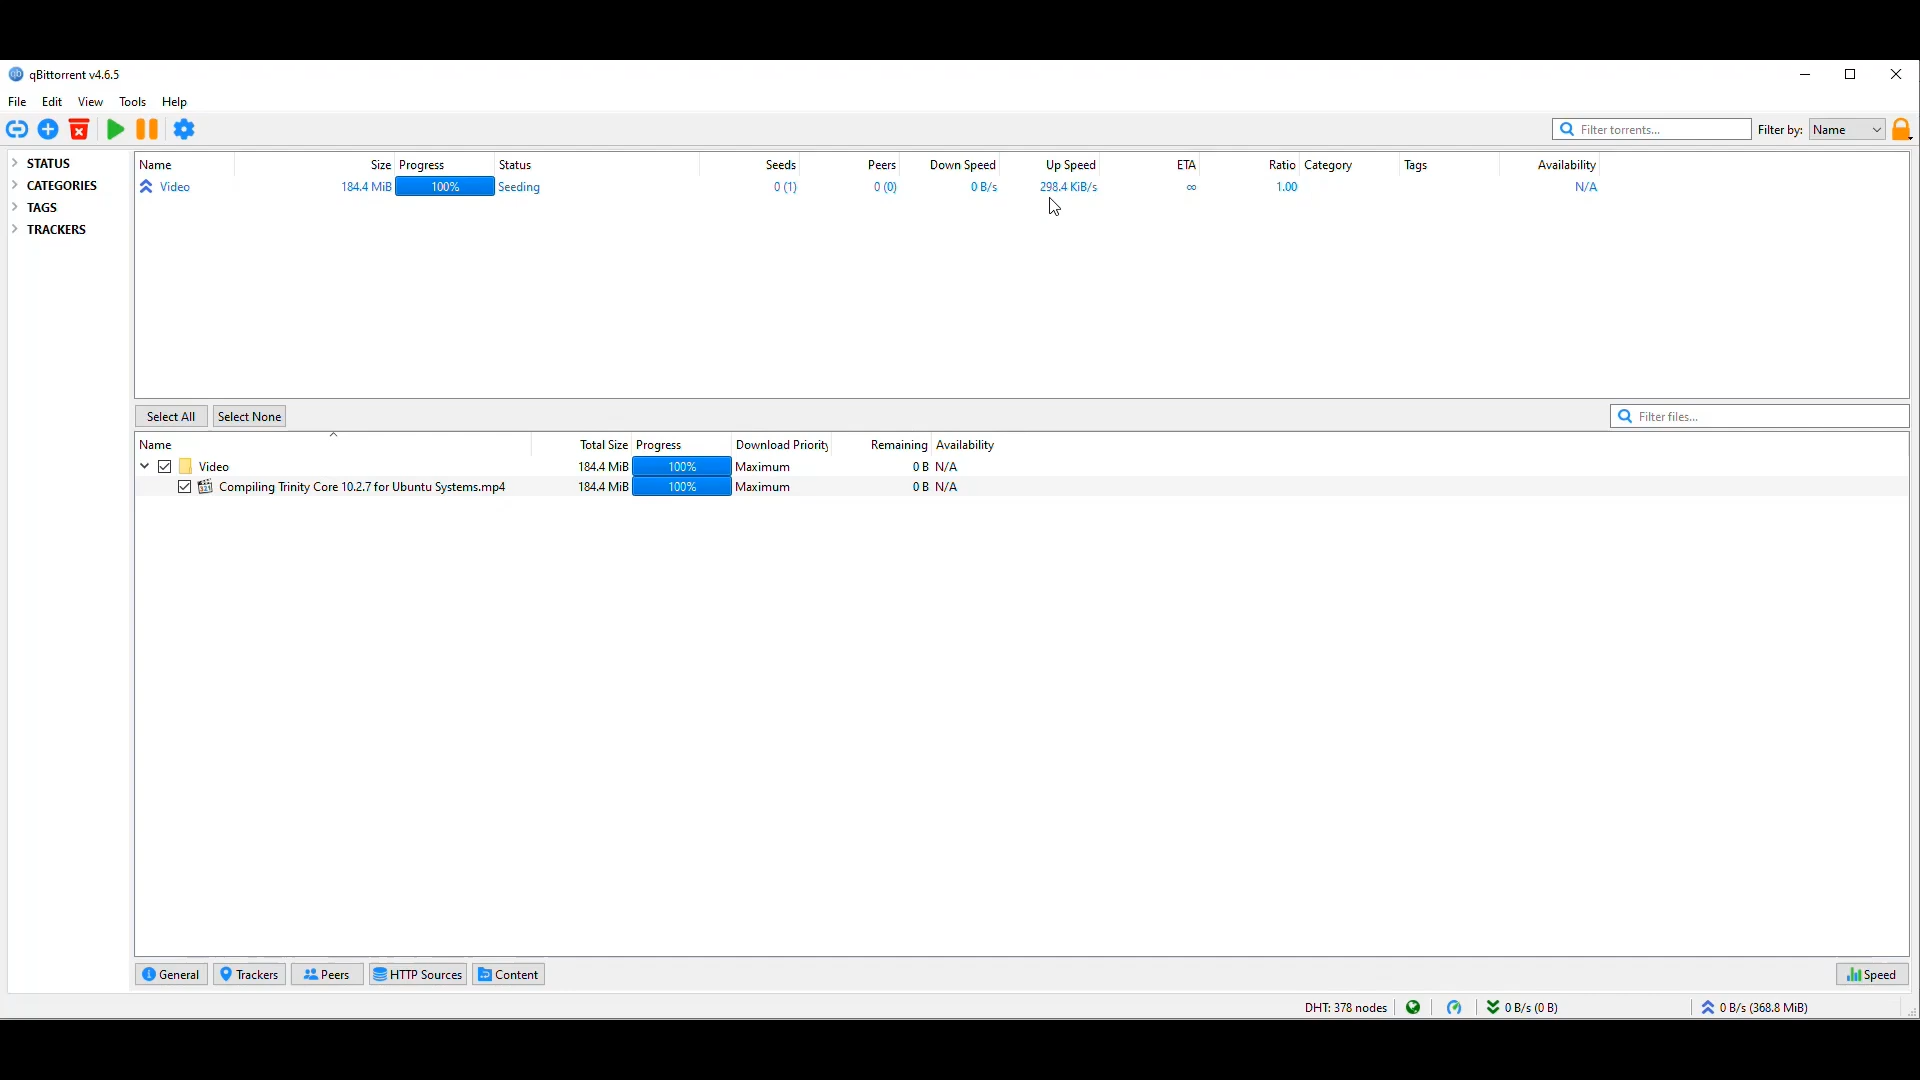 qBittorrent v4.6.5
File Edit View Tools Help
Filter torrents... Filter by: Name
STATUS
CATEGORIES
TAGS
TRACKERS
Name Size Progress Status Seeds Peers Down Speed Up Speed ETA Ratio Category Tags Availability
Video 184.4 MiB 100% Seeding 0 (1) 0 (0) 0 B/s 298.4 KiB/s ∞ 1.00 N/A
Select All Select None Filter files...
Name Total Size Progress Download Priority Remaining Availability
Video 184.4 MiB 100% Maximum 0 B N/A
Compiling Trinity Core 10.2.7 for Ubuntu Systems.mp4 184.4 MiB 100% Maximum 0 B N/A
General Trackers Peers HTTP Sources Content Speed
DHT: 378 nodes 0 B/s (0 B) 0 B/s (368.8 MiB)